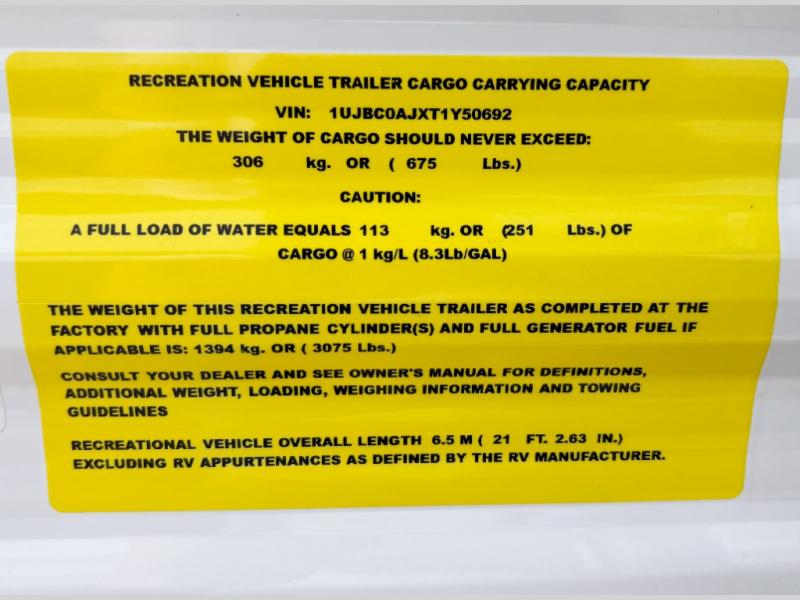 RECREATION VEHICLE TRAILER CARGO CARRYING CAPACITY
VIN: 1UJBC0AJXT1Y50692
THE WEIGHT OF CARGO SHOULD NEVER EXCEED:
306 kg. OR ( 675 Lbs.)
CAUTION:
A FULL LOAD OF WATER EQUALS 113 kg. OR (251 Lbs.) OF
CARGO @ 1 kg/L (8.3Lb/GAL)
THE WEIGHT OF THIS RECREATION VEHICLE TRAILER AS COMPLETED AT THE
FACTORY WITH FULL PROPANE CYLINDER(S) AND FULL GENERATOR FUEL IF
APPLICABLE IS: 1394 kg. OR ( 3075 Lbs.)
CONSULT YOUR DEALER AND SEE OWNER'S MANUAL FOR DEFINITIONS,
ADDITIONAL WEIGHT, LOADING, WEIGHING INFORMATION AND TOWING
GUIDELINES
RECREATIONAL VEHICLE OVERALL LENGTH 6.5 M ( 21 FT. 2.63 IN.)
EXCLUDING RV APPURTENANCES AS DEFINED BY THE RV MANUFACTURER.